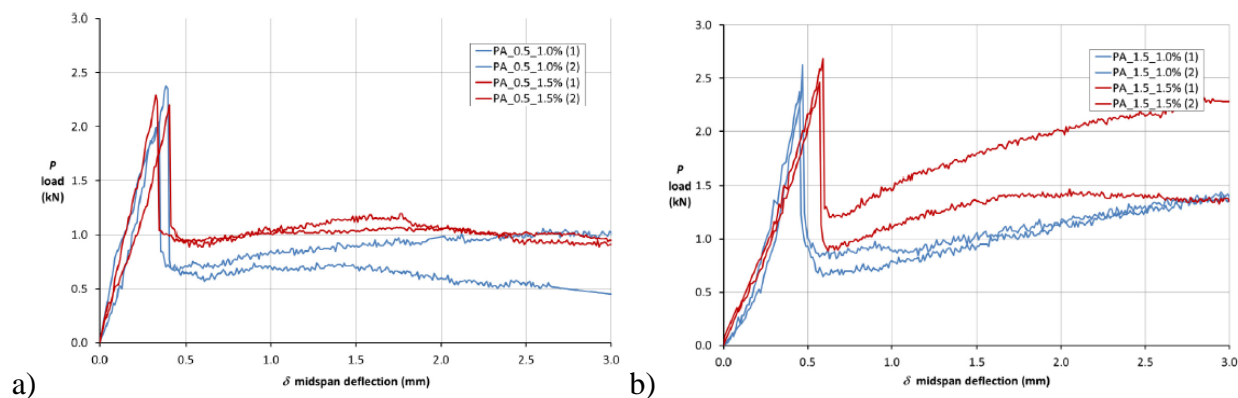 3.0
2.5
2.0
1.5
1.0
0.5
0.0
P
load
(kN)
PA_0.5_1.0% (1)
PA_0.5_1.0% (2)
PA_0.5_1.5% (1)
PA_0.5_1.5% (2)
0.0 0.5 1.0 1.5 2.0 2.5 3.0
δ midspan deflection (mm)
a)
3.0
2.5
2.0
1.5
1.0
0.5
0.0
P
load
(kN)
PA_1.5_1.0% (1)
PA_1.5_1.0% (2)
PA_1.5_1.5% (1)
PA_1.5_1.5% (2)
0.0 0.5 1.0 1.5 2.0 2.5 3.0
δ midspan deflection (mm)
b)